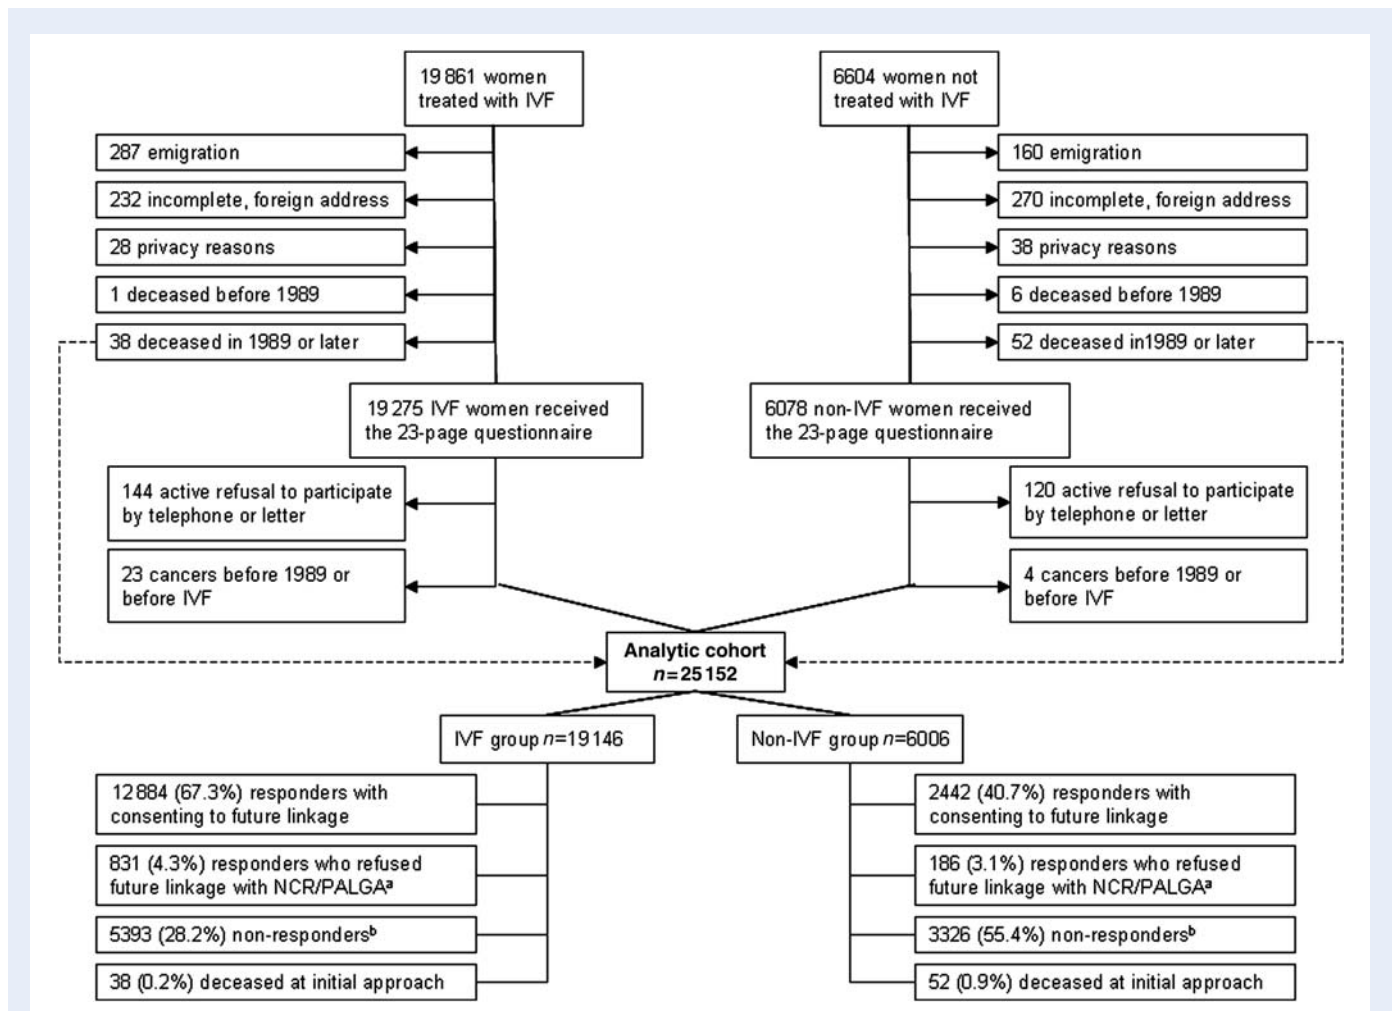 19 861 women
treated with IVF
6604 women not
treated with IVF
287 emigration
232 incomplete, foreign address
28 privacy reasons
1 deceased before 1989
38 deceased in 1989 or later
160 emigration
270 incomplete, foreign address
38 privacy reasons
6 deceased before 1989
52 deceased in1989 or later
19 275 IVF women received
the 23-page questionnaire
6078 non-IVF women received
the 23-page questionnaire
144 active refusal to participate
by telephone or letter
23 cancers before 1989 or
before IVF
120 active refusal to participate
by telephone or letter
4 cancers before 1989 or
before IVF
Analytic cohort
n=25 152
IVF group n=19 146
Non-IVF group n=6006
12 884 (67.3%) responders with
consenting to future linkage
831 (4.3%) responders who refused
future linkage with NCR/PALGAᵃ
5393 (28.2%) non-respondersᵇ
38 (0.2%) deceased at initial approach
2442 (40.7%) responders with
consenting to future linkage
186 (3.1%) responders who refused
future linkage with NCR/PALGAᵃ
3326 (55.4%) non-respondersᵇ
52 (0.9%) deceased at initial approach